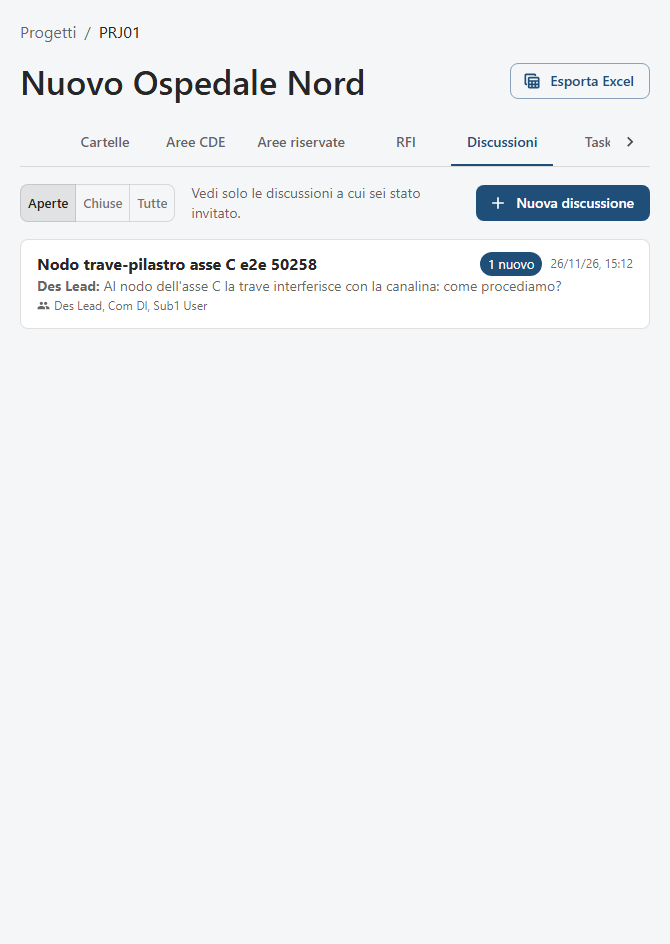 Progetti / PRJ01
Nuovo Ospedale Nord
Esporta Excel
Cartelle Aree CDE Aree riservate RFI Discussioni Task
Aperte Chiuse Tutte
Vedi solo le discussioni a cui sei stato
invitato.
+ Nuova discussione
Nodo trave-pilastro asse C e2e 50258
1 nuovo 26/11/26, 15:12
Des Lead: Al nodo dell'asse C la trave interferisce con la canalina: come procediamo?
Des Lead, Com Dl, Sub1 User